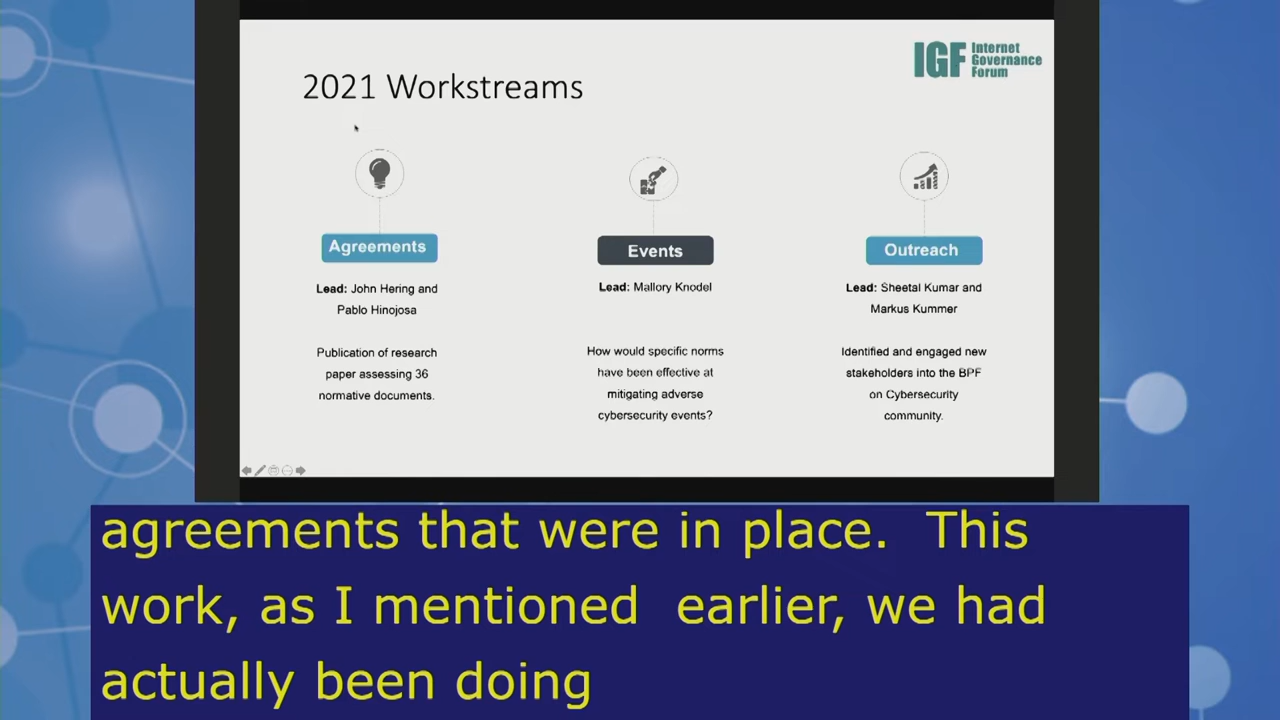 IGF Internet
Governance
Forum
2021 Workstreams
Agreements
Lead: John Hering and
Pablo Hinojosa
Publication of research
paper assessing 36
normative documents.
Events
Lead: Mallory Knodel
How would specific norms
have been effective at
mitigating adverse
cybersecurity events?
Outreach
Lead: Sheetal Kumar and
Markus Kummer
Identified and engaged new
stakeholders into the BPF
on Cybersecurity
community.
agreements that were in place.  This
work, as I mentioned  earlier, we had
actually been doing